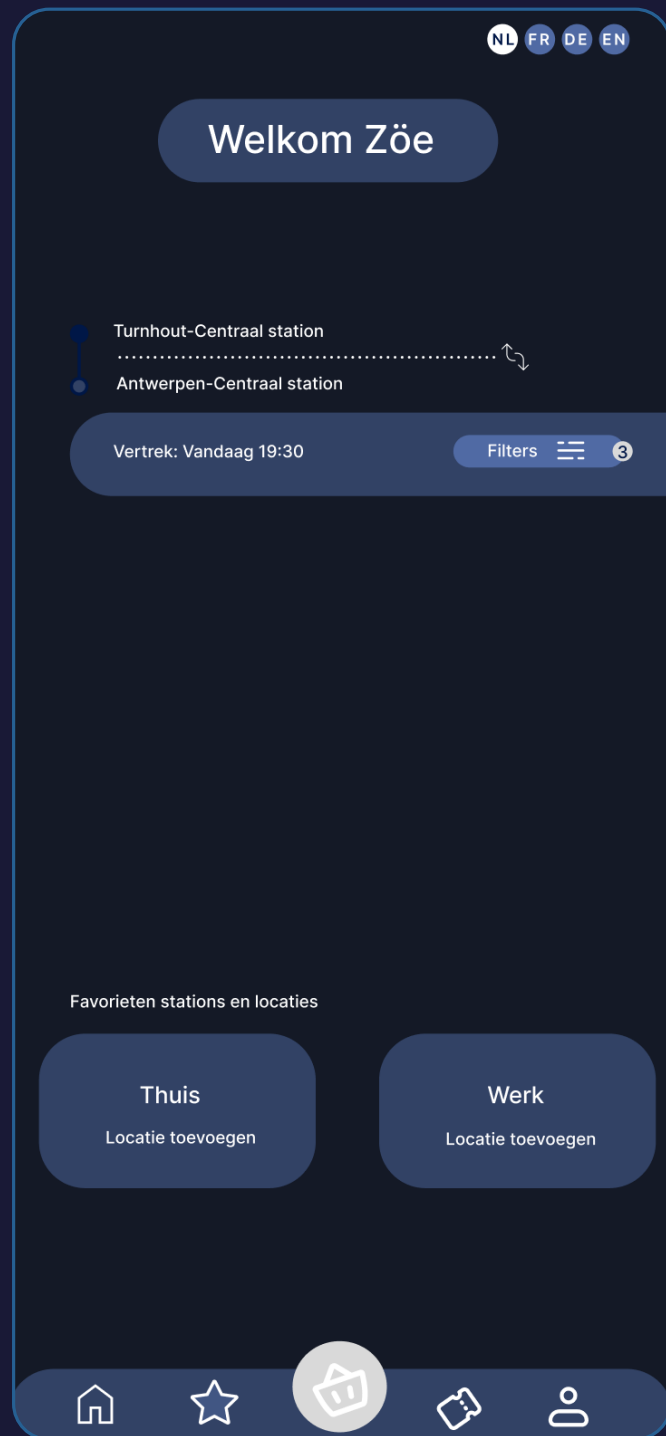 NL FR DE EN
Welkom Zöe
Turnhout-Centraal station
Antwerpen-Centraal station
Vertrek: Vandaag 19:30
Filters 3
Favorieten stations en locaties
Thuis
Locatie toevoegen
Werk
Locatie toevoegen